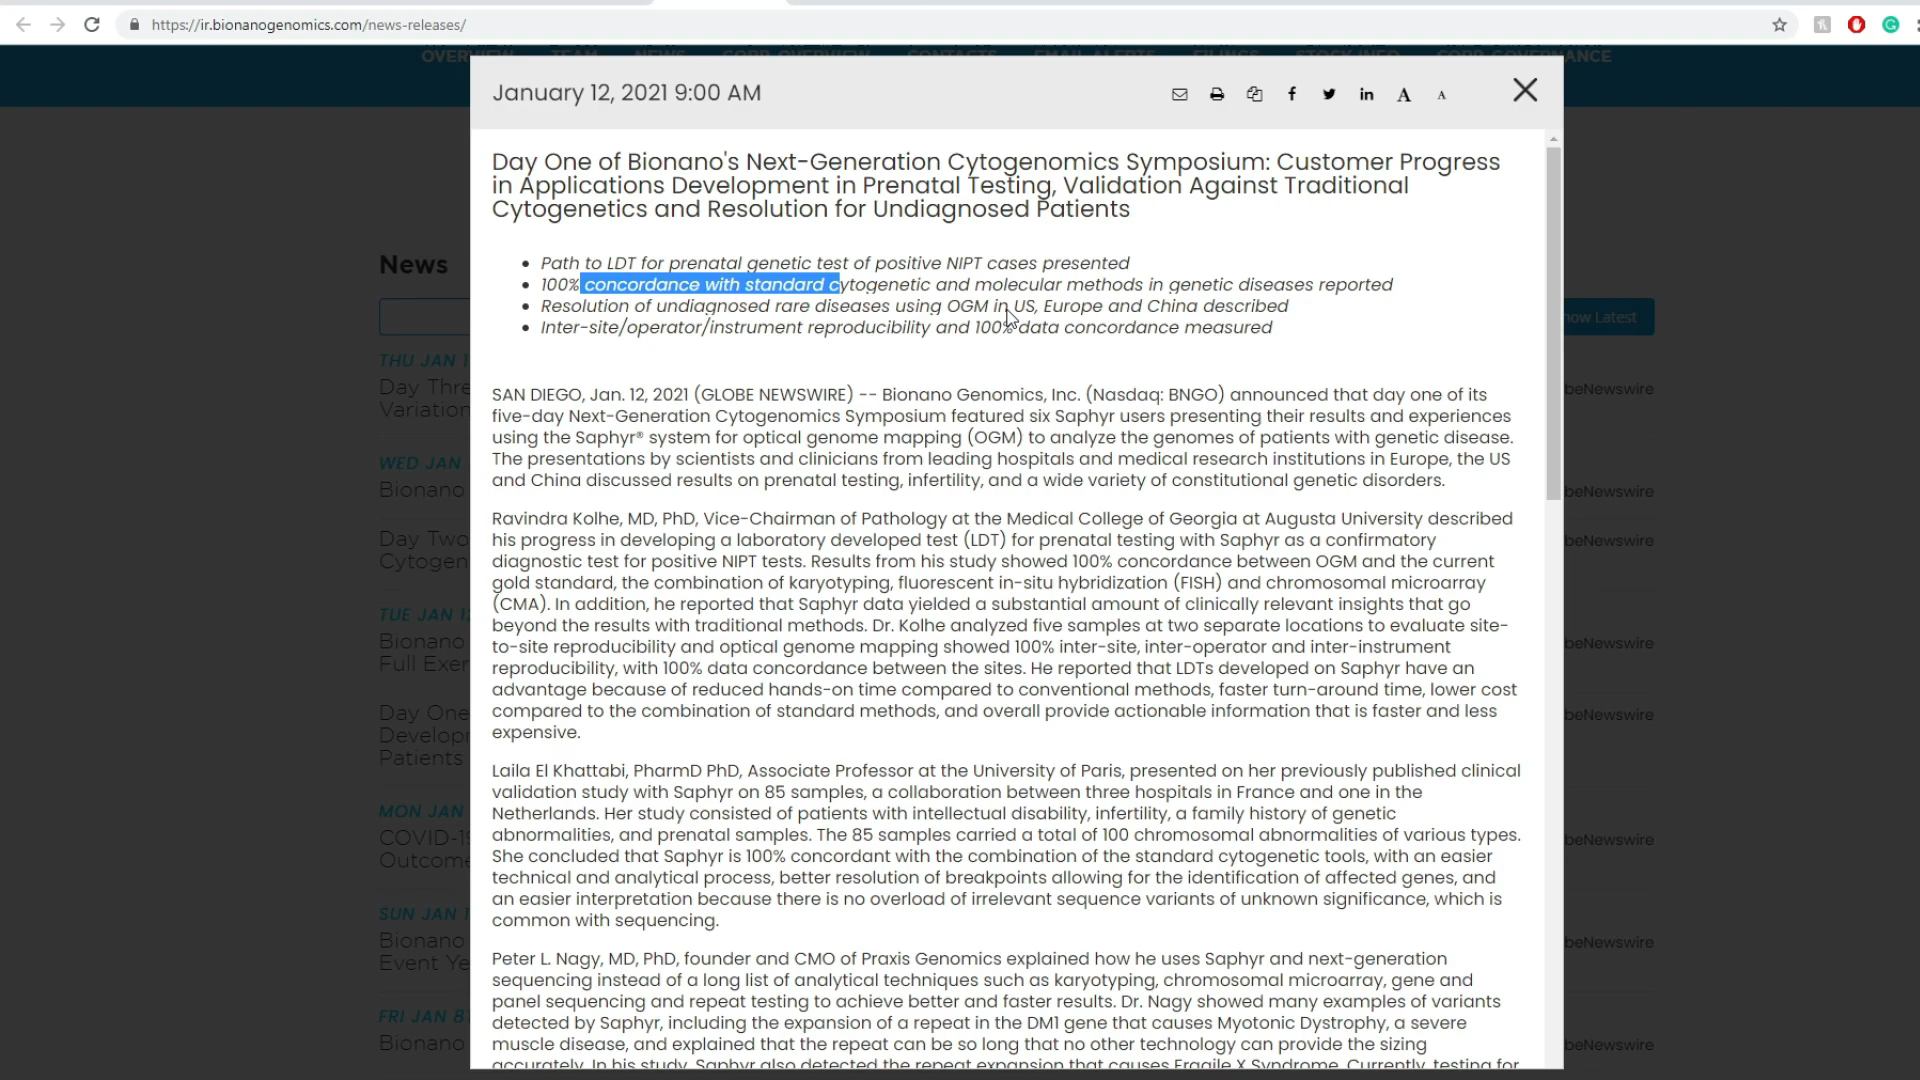 https://ir.bionanogenomics.com/news-releases/
OVERVIEW TEAM NEWS CORP. OVERVIEW CONTACTS EMAIL ALERTS FILINGS STOCK INFO CORP. GOVERNANCE
January 12, 2021 9:00 AM
Day One of Bionano's Next-Generation Cytogenomics Symposium: Customer Progress
in Applications Development in Prenatal Testing, Validation Against Traditional
Cytogenetics and Resolution for Undiagnosed Patients
• Path to LDT for prenatal genetic test of positive NIPT cases presented
• 100% concordance with standard cytogenetic and molecular methods in genetic diseases reported
• Resolution of undiagnosed rare diseases using OGM in US, Europe and China described
• Inter-site/operator/instrument reproducibility and 100% data concordance measured
SAN DIEGO, Jan. 12, 2021 (GLOBE NEWSWIRE) -- Bionano Genomics, Inc. (Nasdaq: BNGO) announced that day one of its
five-day Next-Generation Cytogenomics Symposium featured six Saphyr users presenting their results and experiences
using the Saphyr® system for optical genome mapping (OGM) to analyze the genomes of patients with genetic disease.
The presentations by scientists and clinicians from leading hospitals and medical research institutions in Europe, the US
and China discussed results on prenatal testing, infertility, and a wide variety of constitutional genetic disorders.
Ravindra Kolhe, MD, PhD, Vice-Chairman of Pathology at the Medical College of Georgia at Augusta University described
his progress in developing a laboratory developed test (LDT) for prenatal testing with Saphyr as a confirmatory
diagnostic test for positive NIPT tests. Results from his study showed 100% concordance between OGM and the current
gold standard, the combination of karyotyping, fluorescent in-situ hybridization (FISH) and chromosomal microarray
(CMA). In addition, he reported that Saphyr data yielded a substantial amount of clinically relevant insights that go
beyond the results with traditional methods. Dr. Kolhe analyzed five samples at two separate locations to evaluate site-
to-site reproducibility and optical genome mapping showed 100% inter-site, inter-operator and inter-instrument
reproducibility, with 100% data concordance between the sites. He reported that LDTs developed on Saphyr have an
advantage because of reduced hands-on time compared to conventional methods, faster turn-around time, lower cost
compared to the combination of standard methods, and overall provide actionable information that is faster and less
expensive.
Laila El Khattabi, PharmD PhD, Associate Professor at the University of Paris, presented on her previously published clinical
validation study with Saphyr on 85 samples, a collaboration between three hospitals in France and one in the
Netherlands. Her study consisted of patients with intellectual disability, infertility, a family history of genetic
abnormalities, and prenatal samples. The 85 samples carried a total of 100 chromosomal abnormalities of various types.
She concluded that Saphyr is 100% concordant with the combination of the standard cytogenetic tools, with an easier
technical and analytical process, better resolution of breakpoints allowing for the identification of affected genes, and
an easier interpretation because there is no overload of irrelevant sequence variants of unknown significance, which is
common with sequencing.
Peter L. Nagy, MD, PhD, founder and CMO of Praxis Genomics explained how he uses Saphyr and next-generation
sequencing instead of a long list of analytical techniques such as karyotyping, chromosomal microarray, gene and
panel sequencing and repeat testing to achieve better and faster results. Dr. Nagy showed many examples of variants
detected by Saphyr, including the expansion of a repeat in the DM1 gene that causes Myotonic Dystrophy, a severe
muscle disease, and explained that the repeat can be so long that no other technology can provide the sizing
accurately. In his study, Saphyr also detected the repeat expansion that causes Fragile X Syndrome. Currently, testing for
News
Show Latest
THU JAN 1
Day Thre
Variation
beNewswire
WED JAN
Bionano
beNewswire
Day Two
Cytogen
beNewswire
TUE JAN 12
Bionano
Full Exer
beNewswire
Day One
Developm
Patients
beNewswire
MON JAN
COVID-19
Outcome
beNewswire
SUN JAN 1
Bionano
Event Ye
beNewswire
FRI JAN 8T
Bionano
beNewswire